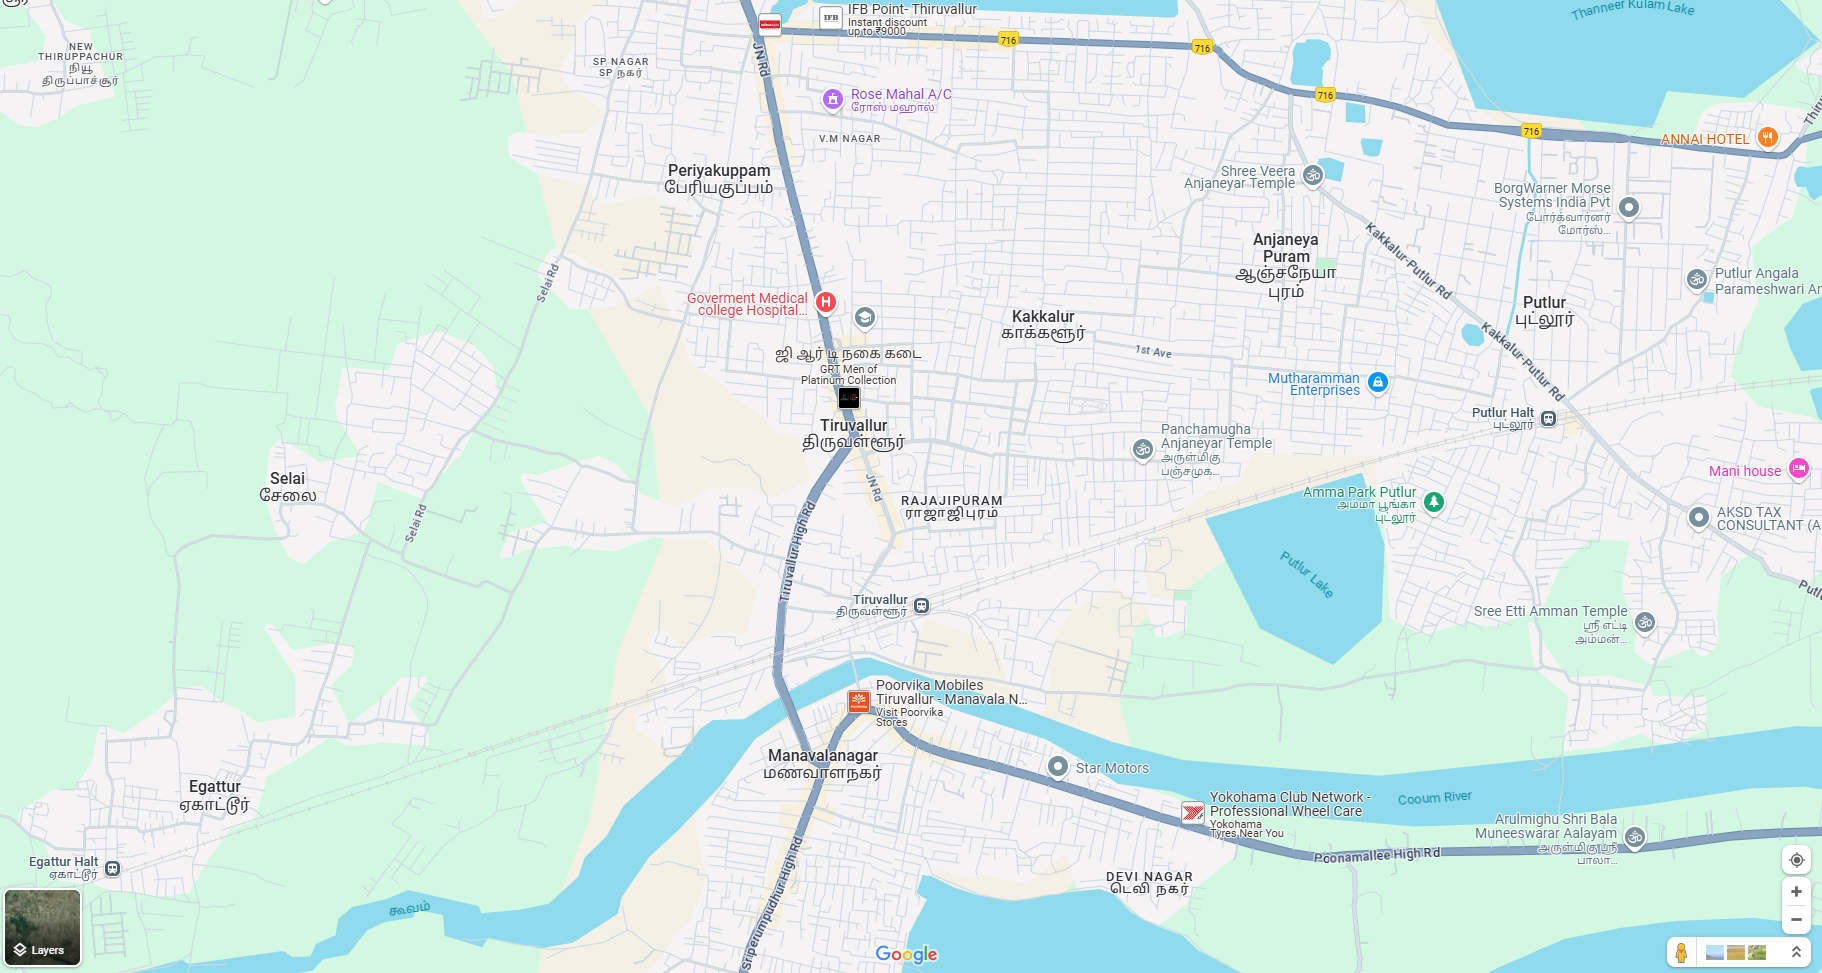 IFB Point- Thiruvallur
Instant discount
up to ₹9000
IFB
Thanneer Kulam Lake
NEW
THIRUPPACHUR
நியூ
திருப்பாச்சூர்
SP NAGAR
SP நகர்
JN Rd
716
716
716
716
Rose Mahal A/C
ரோஸ் மஹால்
V.M NAGAR
ANNAI HOTEL
Periyakuppam
பேரியகுப்பம்
Shree Veera
Anjaneyar Temple
BorgWarner Morse
Systems India Pvt
போர்க்வார்னர்
மோர்ஸ்...
Kakkalur-Putlur Rd
Anjaneya
Puram
ஆஞ்சநேயா
புரம்
Selai Rd
Putlur Angala
Parameshwari Am
Goverment Medical
college Hospital...
H
Kakkalur
காக்களூர்
Putlur
புட்லூர்
Kakkalur-Putlur Rd
1st Ave
ஜி ஆர் டி நகை கடை
GRT Men of
Platinum Collection
Mutharamman
Enterprises
Putlur Halt
புட்லூர்
Tiruvallur
திருவள்ளூர்
Panchamugha
Anjaneyar Temple
அருள்மிகு
பஞ்சமுக...
Mani house
Selai
சேலை
JN Rd
RAJAJIPURAM
ராஜாஜிபுரம்
Amma Park Putlur
அம்மா பூங்கா
புட்லூர்
AKSD TAX
CONSULTANT (A
Selai Rd
Tiruvallur High Rd
Putlur Lake
Tiruvallur
திருவள்ளூர்
Sree Etti Amman Temple
ஸ்ரீ எட்டி
அம்மன்...
Poorvika Mobiles
Tiruvallur - Manavala N...
Visit Poorvika
Stores
Manavalanagar
மணவாளநகர்
Star Motors
Egattur
ஏகாட்டூர்
Yokohama Club Network -
Professional Wheel Care
Yokohama
Tyres Near You
Cooum River
Arulmighu Shri Bala
Muneeswarar Aalayam
அருள்மிகு ஸ்ரீ
பாலா...
Poonamallee High Rd
Egattur Halt
ஏகாட்டூர்
Sriperumpudhur High Rd
DEVI NAGAR
டெவி நகர்
கூவம்
Layers
Google